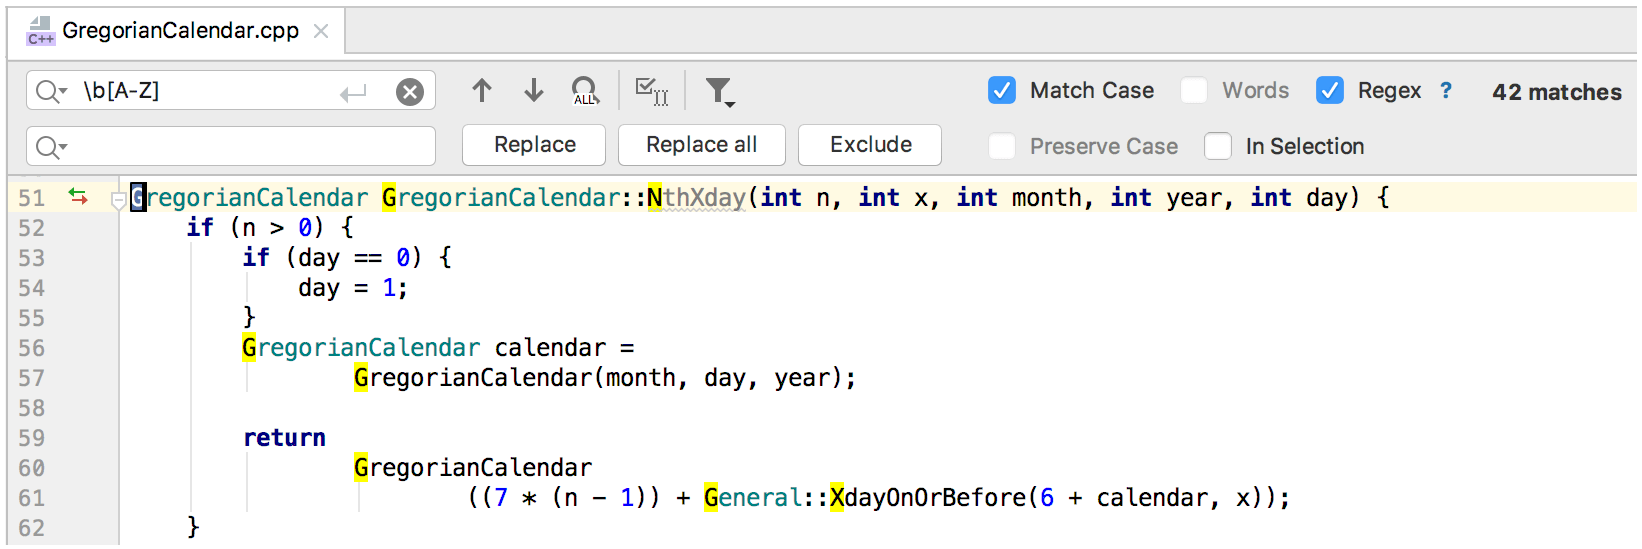 C++ GregorianCalendar.cpp
\b[A-Z] ALL II Match Case Words Regex ? 42 matches
Replace Replace all Exclude Preserve Case In Selection
51 GregorianCalendar GregorianCalendar::NthXday(int n, int x, int month, int year, int day) {
52 if (n > 0) {
53 if (day == 0) {
54 day = 1;
55 }
56 GregorianCalendar calendar =
57 GregorianCalendar(month, day, year);
58
59 return
60 GregorianCalendar
61 ((7 * (n - 1)) + General::XdayOnOrBefore(6 + calendar, x));
62 }